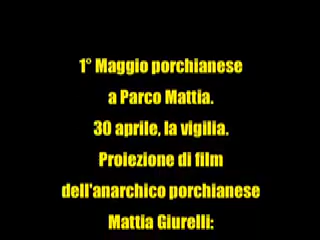 1° Maggio porchianese
a Parco Mattia.
30 aprile, la vigilia.
Proiezione di film
dell'anarchico porchianese
Mattia Giurelli: